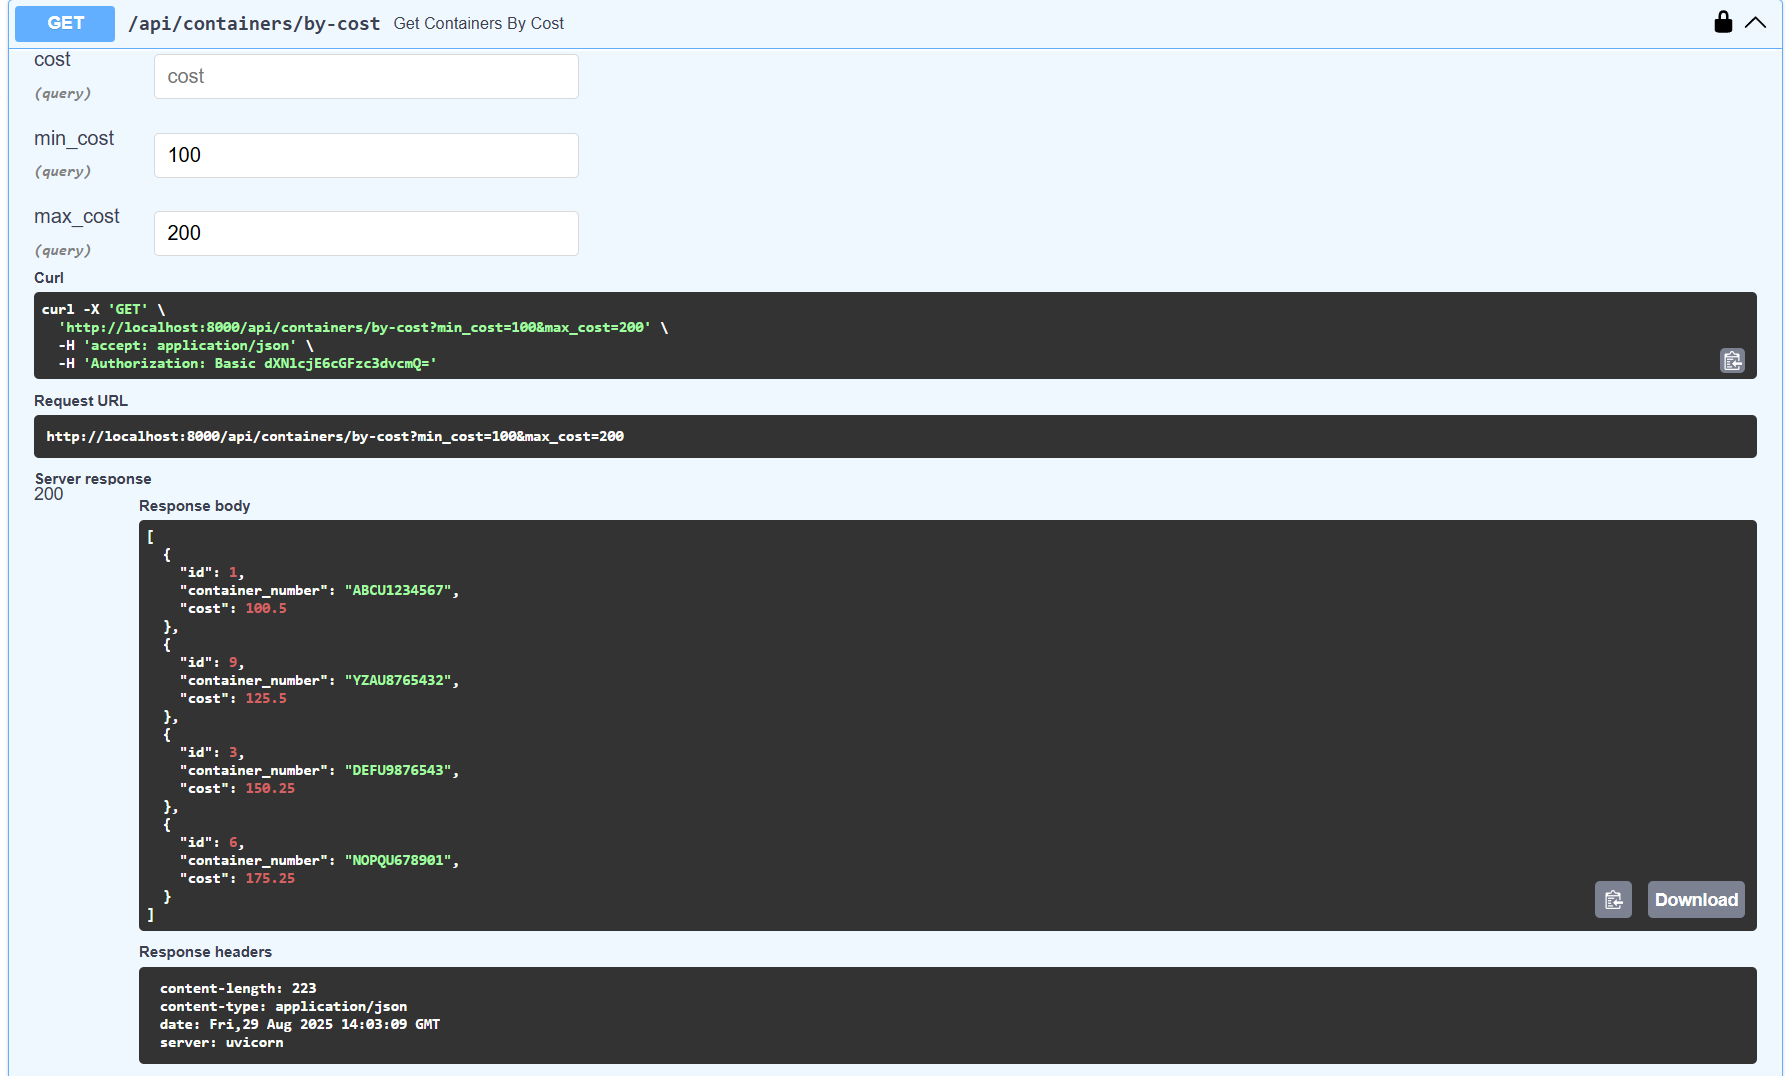 GET /api/containers/by-cost Get Containers By Cost
cost
(query)
cost
min_cost
(query)
100
max_cost
(query)
200
Curl
curl -X 'GET' \
'http://localhost:8000/api/containers/by-cost?min_cost=100&max_cost=200' \
-H 'accept: application/json' \
-H 'Authorization: Basic dXNlcjE6cGFzc3dvcmQ='
Request URL
http://localhost:8000/api/containers/by-cost?min_cost=100&max_cost=200
Server response
200
Response body
[
{
"id": 1,
"container_number": "ABCU1234567",
"cost": 100.5
},
{
"id": 9,
"container_number": "YZAU8765432",
"cost": 125.5
},
{
"id": 3,
"container_number": "DEFU9876543",
"cost": 150.25
},
{
"id": 6,
"container_number": "NOPQU678901",
"cost": 175.25
}
]
Download
Response headers
content-length: 223
content-type: application/json
date: Fri,29 Aug 2025 14:03:09 GMT
server: uvicorn